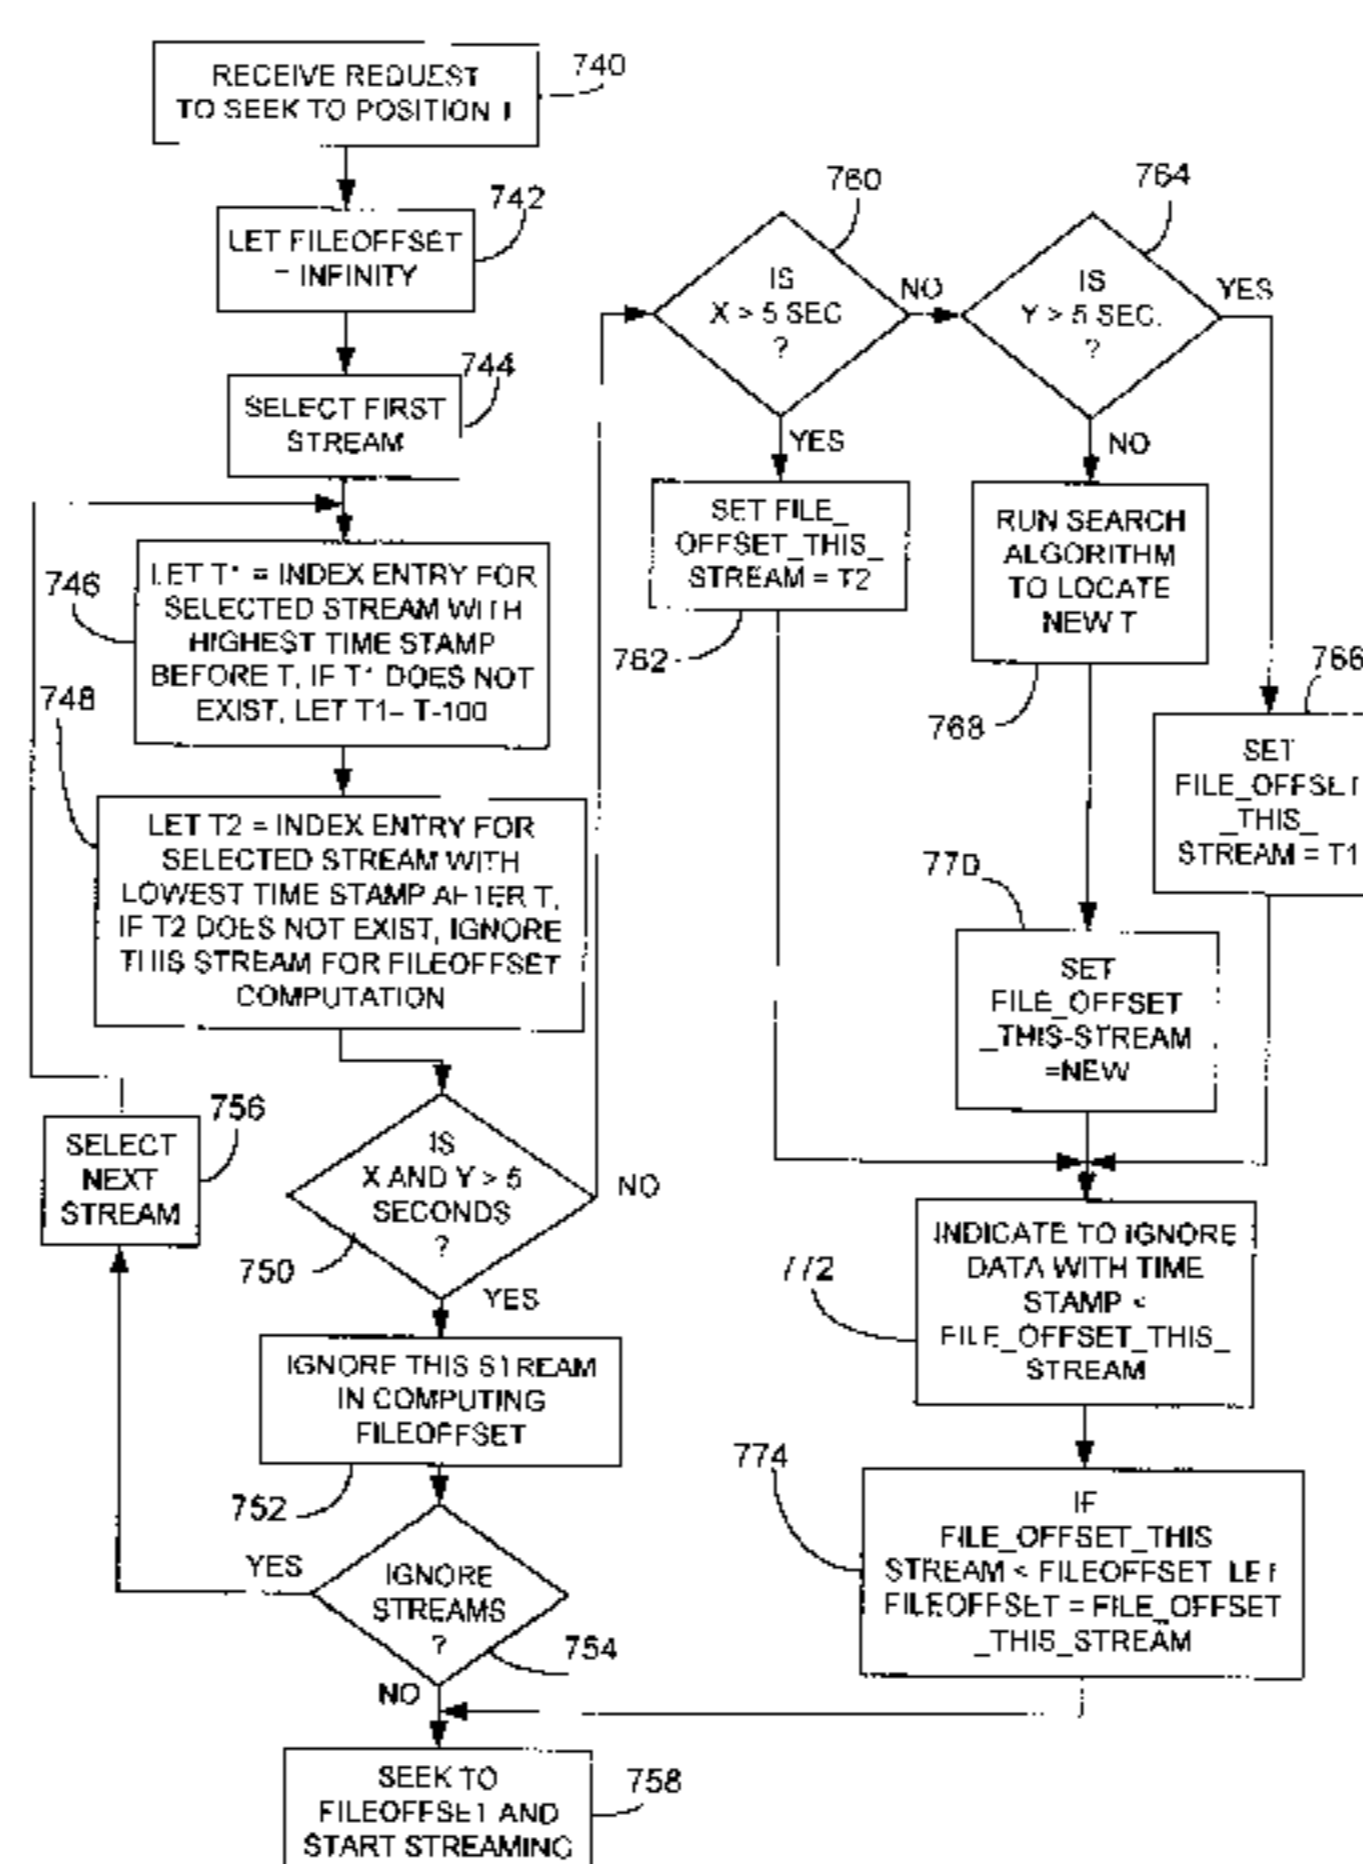 RECEIVE REQUEST
TO SEEK TO POSITION T
740
LET FILEOFFSET
= INFINITY
742
SELECT FIRST
STREAM
744
LET T1 = INDEX ENTRY FOR
SELECTED STREAM WITH
HIGHEST TIME STAMP
BEFORE T, IF T1 DOES NOT
EXIST, LET T1= T-100
746
LET T2 = INDEX ENTRY FOR
SELECTED STREAM WITH
LOWEST TIME STAMP AFTER T,
IF T2 DOES NOT EXIST, IGNORE
THIS STREAM FOR FILEOFFSET
COMPUTATION
748
IS
X AND Y > 5
SECONDS
?
750
NO
YES
IGNORE THIS STREAM
IN COMPUTING
FILEOFFSET
752
IGNORE
STREAMS
?
754
YES
NO
SELECT
NEXT
STREAM
756
SEEK TO
FILEOFFSET AND
START STREAMING
758
IS
X > 5 SEC
?
760
NO
YES
SET FILE_
OFFSET_THIS_
STREAM = T2
762
IS
Y > 5 SEC.
?
764
YES
NO
SET
FILE_OFFSET
_THIS_
STREAM = T1
766
RUN SEARCH
ALGORITHM
TO LOCATE
NEW T
768
SET
FILE_OFFSET
_THIS-STREAM
=NEW
770
INDICATE TO IGNORE
DATA WITH TIME
STAMP <
FILE_OFFSET_THIS_
STREAM
772
IF
FILE_OFFSET_THIS
STREAM < FILEOFFSET LET
FILEOFFSET = FILE_OFFSET
_THIS_STREAM
774